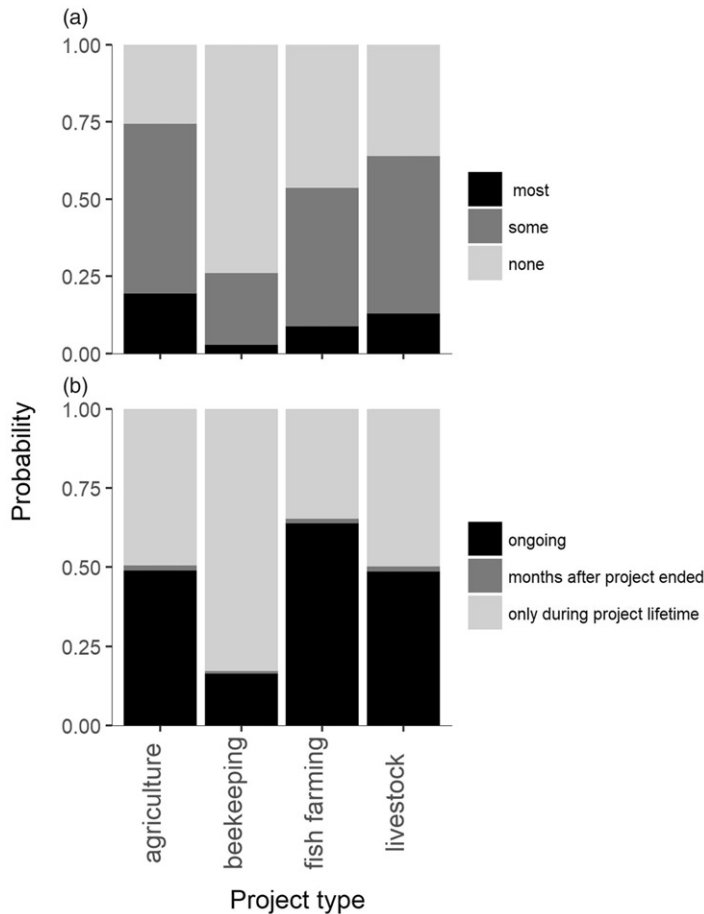 (a)
1.00
0.75
0.50
0.25
0.00
most
some
none
(b)
1.00
0.75
0.50
0.25
0.00
ongoing
months after project ended
only during project lifetime
Probability
agriculture
beekeeping
fish farming
livestock
Project type